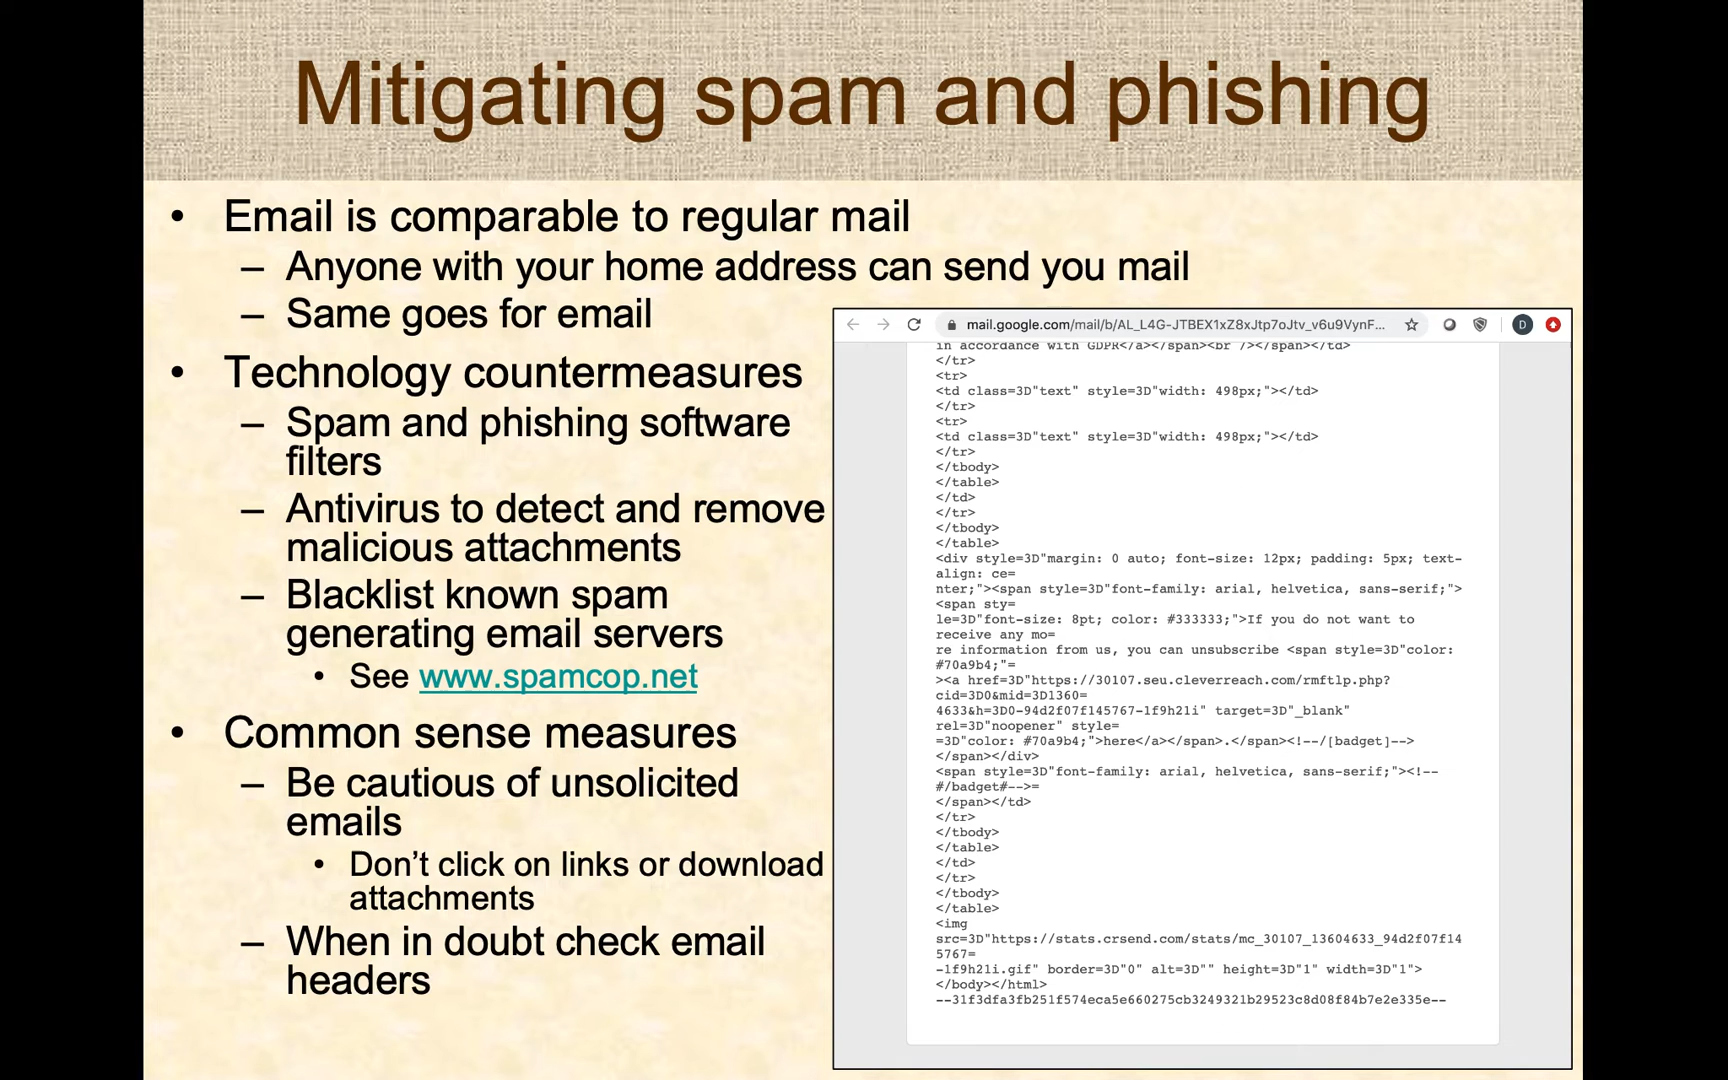 Mitigating spam and phishing
• Email is comparable to regular mail
– Anyone with your home address can send you mail
– Same goes for email
• Technology countermeasures
– Spam and phishing software
filters
– Antivirus to detect and remove
malicious attachments
– Blacklist known spam
generating email servers
• See www.spamcop.net
• Common sense measures
– Be cautious of unsolicited
emails
• Don’t click on links or download
attachments
– When in doubt check email
headers
mail.google.com/mail/b/AL_L4G-JTBEX1xZ8xJtp7oJtv_v6u9VynF...
D
in accordance with GDPR</a></span><br /></span></td>
</tr>
<tr>
<td class=3D"text" style=3D"width: 498px;"></td>
</tr>
<tr>
<td class=3D"text" style=3D"width: 498px;"></td>
</tr>
</tbody>
</table>
</td>
</tr>
</tbody>
</table>
<div style=3D"margin: 0 auto; font-size: 12px; padding: 5px; text-
align: ce=
nter;"><span style=3D"font-family: arial, helvetica, sans-serif;">
<span sty=
le=3D"font-size: 8pt; color: #333333;">If you do not want to
receive any mo=
re information from us, you can unsubscribe <span style=3D"color:
#70a9b4;"=
><a href=3D"https://30107.seu.cleverreach.com/rmftlp.php?
cid=3D0&mid=3D1360=
4633&h=3D0-94d2f07f145767-1f9h21i" target=3D"_blank"
rel=3D"noopener" style=
=3D"color: #70a9b4;">here</a></span>.</span><!--/[badget]-->
</span></div>
<span style=3D"font-family: arial, helvetica, sans-serif;"><!--
#/badget#-->=
</span></td>
</tr>
</tbody>
</table>
</td>
</tr>
</tbody>
</table>
<img
src=3D"https://stats.crsend.com/stats/mc_30107_13604633_94d2f07f14
5767=
-1f9h21i.gif" border=3D"0" alt=3D"" height=3D"1" width=3D"1">
</body></html>
--31f3dfa3fb251f574eca5e660275cb3249321b29523c8d08f84b7e2e335e--